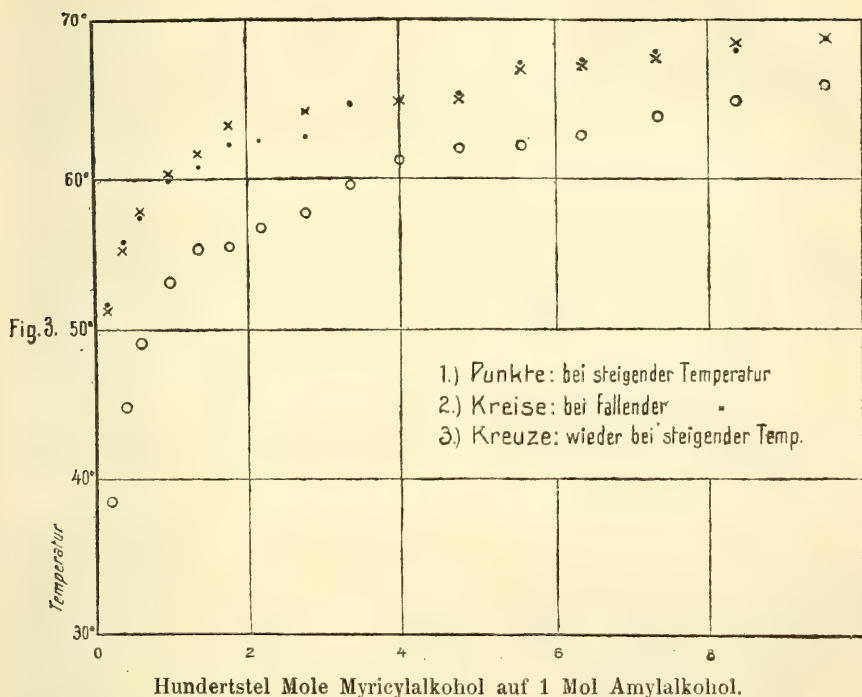 70°
60°
Fig.3. 50°
1.) Punkte: bei steigender Temperatur
2.) Kreise: bei fallender "
3.) Kreuze: wieder bei steigender Temp.
40°
Temperatur
30°
0 2 4 6 8
Hundertstel Mole Myricylalkohol auf 1 Mol Amylalkohol.